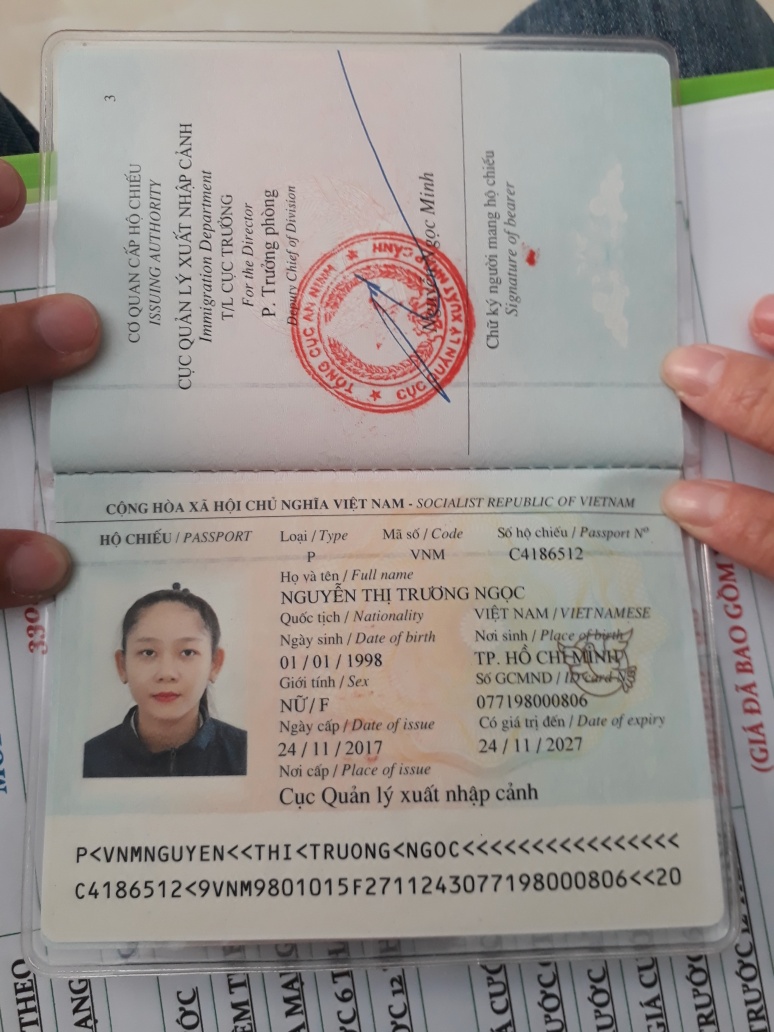 3
CƠ QUAN CẤP HỘ CHIẾU
ISSUING AUTHORITY
CỤC QUẢN LÝ XUẤT NHẬP CẢNH
Immigration Department
T/L CỤC TRƯỞNG
For the Director
P. Trưởng phòng
Deputy Chief of Division
TỔNG CỤC AN NINH
CỤC QUẢN LÝ XUẤT NHẬP CẢNH
Nguyễn Ngọc Minh
Chữ ký người mang hộ chiếu
Signature of bearer
CỘNG HÒA XÃ HỘI CHỦ NGHĨA VIỆT NAM - SOCIALIST REPUBLIC OF VIETNAM
HỘ CHIẾU / PASSPORT Loại / Type Mã số / Code Số hộ chiếu / Passport Nº
P VNM C4186512
Họ và tên / Full name
NGUYỄN THỊ TRƯƠNG NGỌC
Quốc tịch / Nationality VIỆT NAM / VIETNAMESE
Ngày sinh / Date of birth Nơi sinh / Place of birth
01 / 01 / 1998 TP. HỒ CHÍ MINH
Giới tính / Sex Số GCMND / ID Card Nº
NỮ / F 077198000806
Ngày cấp / Date of issue Có giá trị đến / Date of expiry
24 / 11 / 2017 24 / 11 / 2027
Nơi cấp / Place of issue
Cục Quản lý xuất nhập cảnh
P<VNMNGUYEN<<THI<TRUONG<NGOC<<<<<<<<<<<<<<<<
C4186512<9VNM9801015F2711243077198000806<<20
(GIÁ ĐÃ BAO GỒM
330
THEO